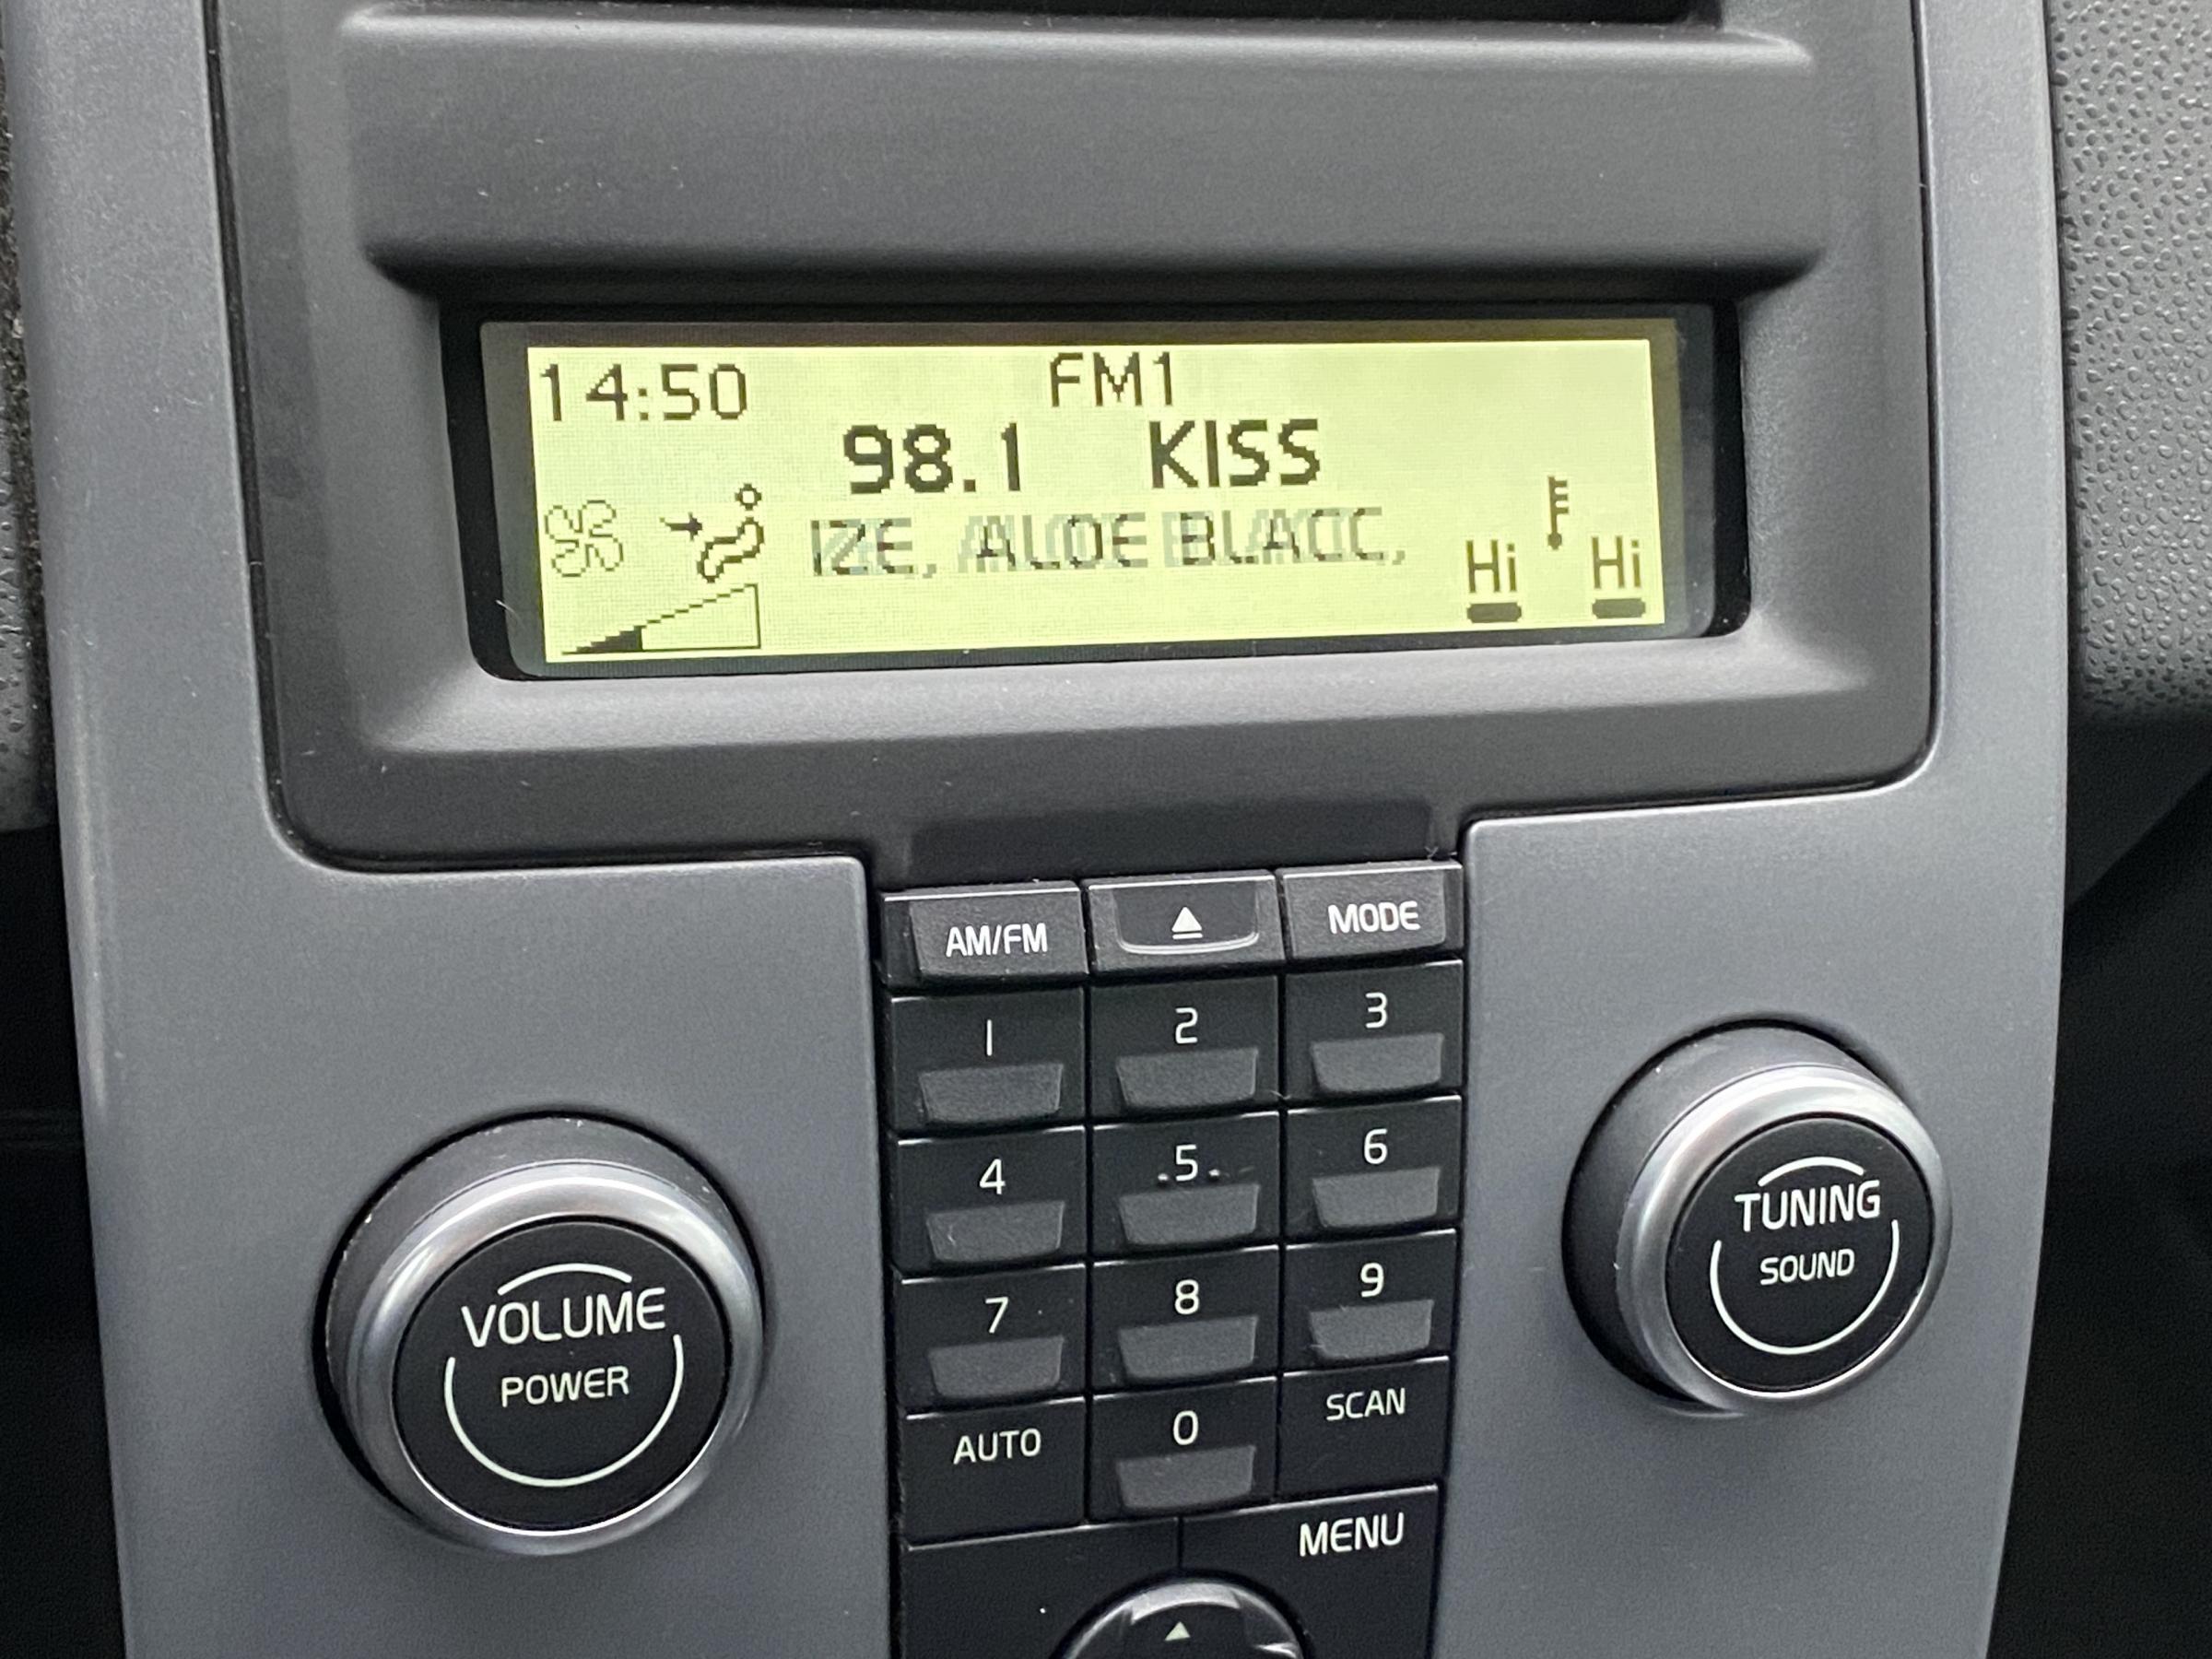 14:50 FM1
98.1 KISS
IZE, ALOE BLACC,
Hi Hi
AM/FM MODE
1 2 3
4 5 6
7 8 9
AUTO 0 SCAN
MENU
VOLUME
POWER
TUNING
SOUND